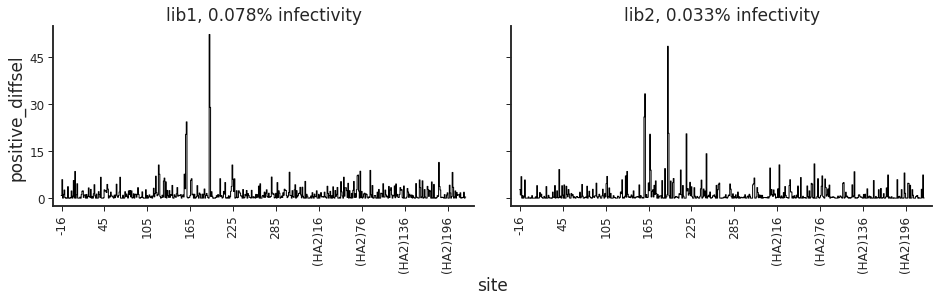 lib1, 0.078% infectivity
lib2, 0.033% infectivity
positive_diffsel
45
30
15
0
-16
45
105
165
225
285
(HA2)16
(HA2)76
(HA2)136
(HA2)196
-16
45
105
165
225
285
(HA2)16
(HA2)76
(HA2)136
(HA2)196
site